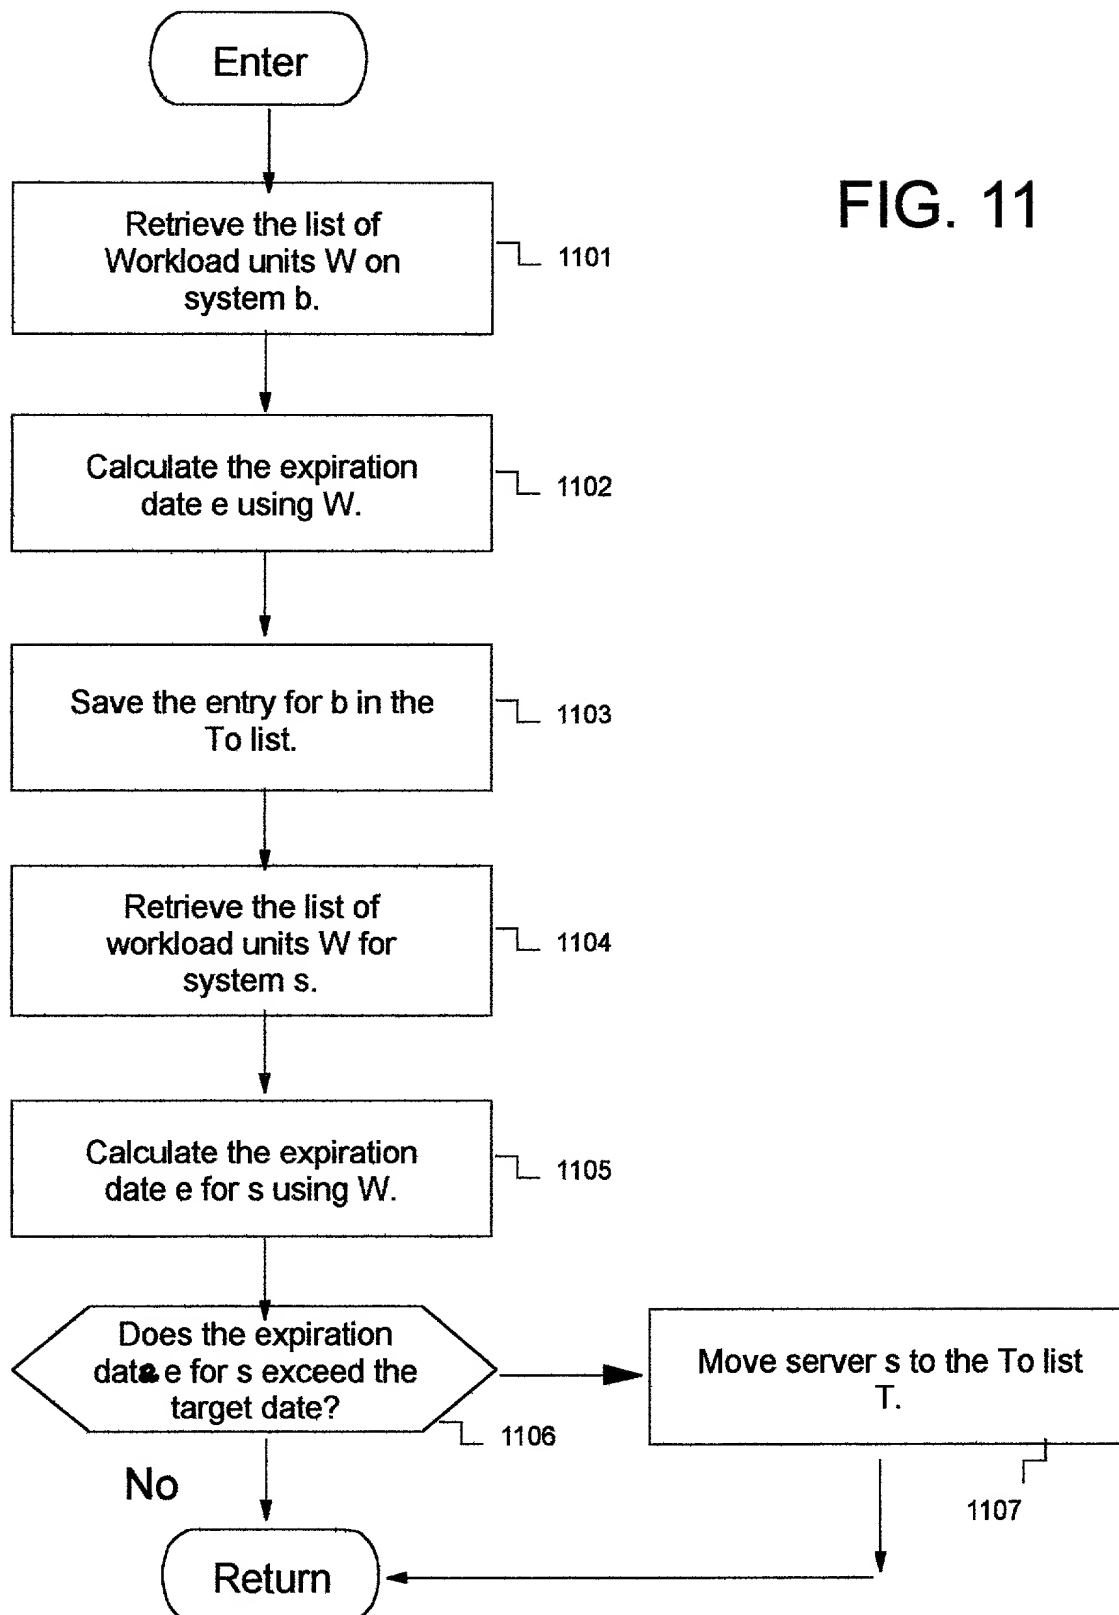 Enter
FIG. 11
Retrieve the list of
Workload units W on
system b.
1101
Calculate the expiration
date e using W.
1102
Save the entry for b in the
To list.
1103
Retrieve the list of
workload units W for
system s.
1104
Calculate the expiration
date e for s using W.
1105
Does the expiration
date e for s exceed the
target date?
1106
Move server s to the To list
T.
1107
No
Return